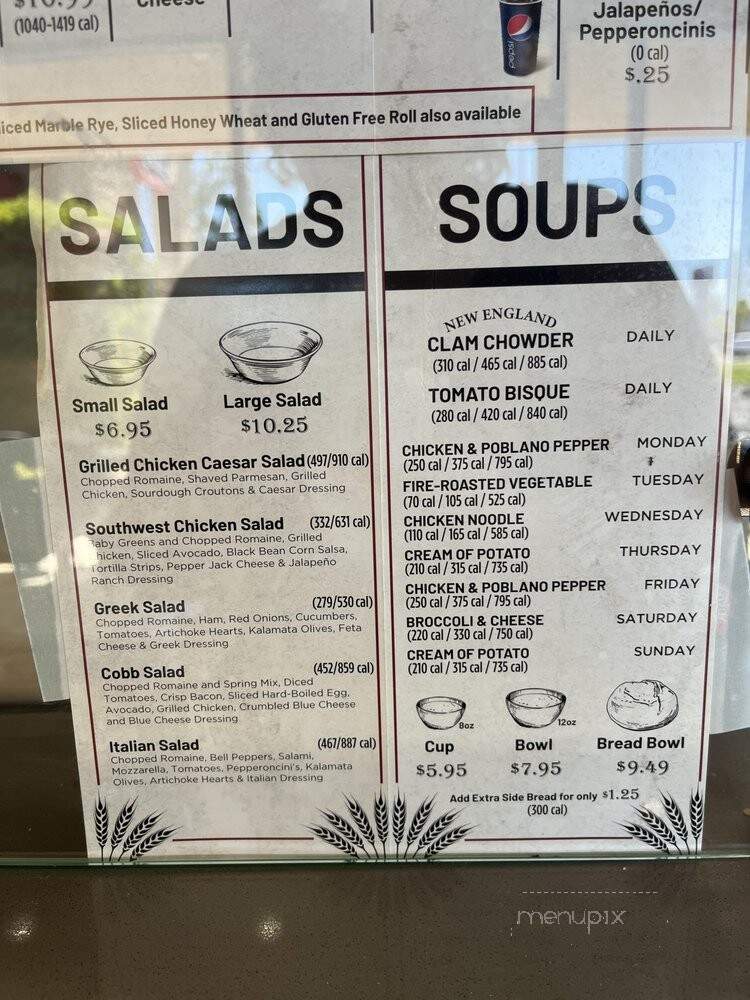 (1040-1419 cal)
Jalapeños/
Pepperoncinis
(0 cal)
$.25
pepsi
Marble Rye, Sliced Honey Wheat and Gluten Free Roll also available
SALADS
Small Salad
$6.95
Large Salad
$10.25
Grilled Chicken Caesar Salad (497/910 cal)
Chopped Romaine, Shaved Parmesan, Grilled
Chicken, Sourdough Croutons & Caesar Dressing
Southwest Chicken Salad (332/631 cal)
Baby Greens and Chopped Romaine, Grilled
Chicken, Sliced Avocado, Black Bean Corn Salsa,
Tortilla Strips, Pepper Jack Cheese & Jalapeño
Ranch Dressing
Greek Salad (279/530 cal)
Chopped Romaine, Ham, Red Onions, Cucumbers,
Tomatoes, Artichoke Hearts, Kalamata Olives, Feta
Cheese & Greek Dressing
Cobb Salad (452/859 cal)
Chopped Romaine and Spring Mix, Diced
Tomatoes, Crisp Bacon, Sliced Hard-Boiled Egg,
Avocado, Grilled Chicken, Crumbled Blue Cheese
and Blue Cheese Dressing
Italian Salad (467/887 cal)
Chopped Romaine, Bell Peppers, Salami,
Mozzarella, Tomatoes, Pepperoncini's, Kalamata
Olives, Artichoke Hearts & Italian Dressing
SOUPS
NEW ENGLAND
CLAM CHOWDER DAILY
(310 cal / 465 cal / 885 cal)
TOMATO BISQUE DAILY
(280 cal / 420 cal / 840 cal)
CHICKEN & POBLANO PEPPER MONDAY
(250 cal / 375 cal / 795 cal)
FIRE-ROASTED VEGETABLE TUESDAY
(70 cal / 105 cal / 525 cal)
CHICKEN NOODLE WEDNESDAY
(110 cal / 165 cal / 585 cal)
CREAM OF POTATO THURSDAY
(210 cal / 315 cal / 735 cal)
CHICKEN & POBLANO PEPPER FRIDAY
(250 cal / 375 cal / 795 cal)
BROCCOLI & CHEESE SATURDAY
(220 cal / 330 cal / 750 cal)
CREAM OF POTATO SUNDAY
(210 cal / 315 cal / 735 cal)
8oz 12oz
Cup Bowl Bread Bowl
$5.95 $7.95 $9.49
Add Extra Side Bread for only $1.25
(300 cal)
menupix